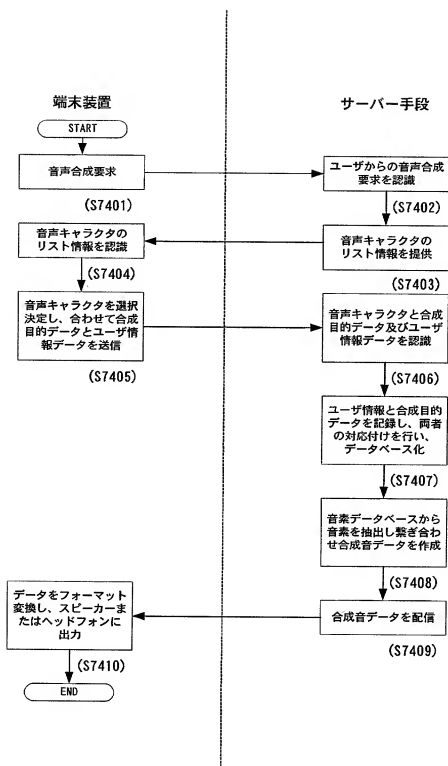 端末装置
サーバー手段
START
音声合成要求
(S7401)
ユーザからの音声合成
要求を認識
(S7402)
音声キャラクタの
リスト情報を認識
(S7404)
音声キャラクタの
リスト情報を提供
(S7403)
音声キャラクタを選択
決定し、合わせて合成
目的データとユーザ情
報データを送信
(S7405)
音声キャラクタと合成
目的データ及びユーザ
情報データを認識
(S7406)
ユーザ情報と合成目的
データを記録し、両者
の対応付けを行い、
データベース化
(S7407)
音素データベースから
音素を抽出し繋ぎ合わ
せ合成音データを作成
(S7408)
データをフォーマット
変換し、スピーカーま
たはヘッドフォンに
出力
(S7410)
合成音データを配信
(S7409)
END